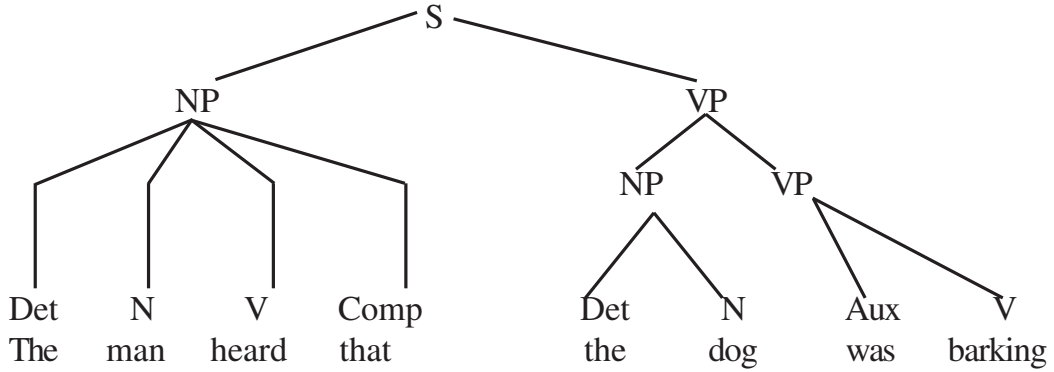 S
NP VP
NP VP
Det N V Comp Det N Aux V
The man heard that the dog was barking